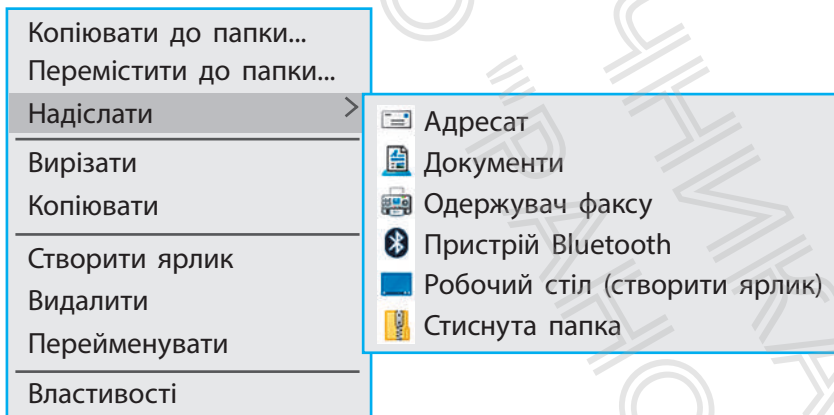 Копіювати до папки...
Перемістити до папки...
Надіслати >
Вирізати
Копіювати
Створити ярлик
Видалити
Перейменувати
Властивості
Адресат
Документи
Одержувач факсу
Пристрій Bluetooth
Робочий стіл (створити ярлик)
Стиснута папка